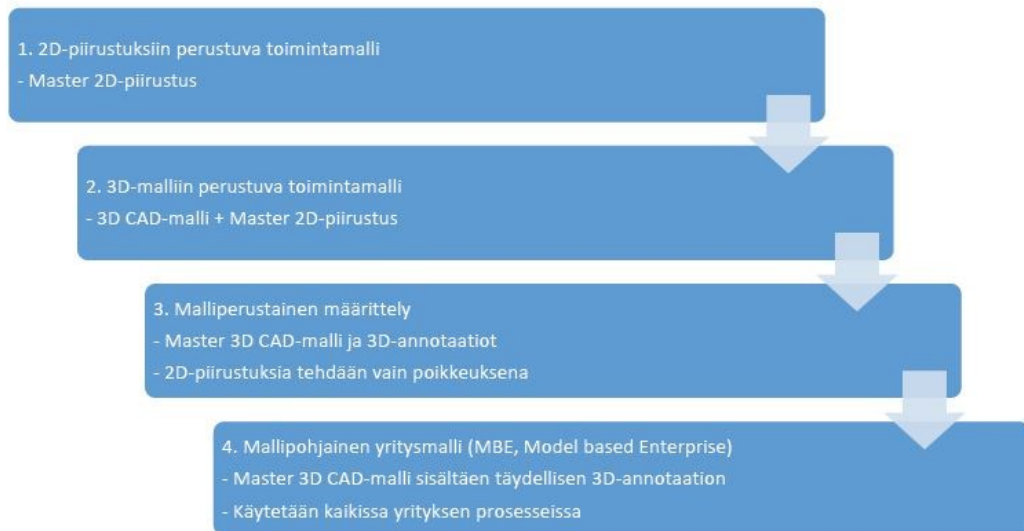 1. 2D-piirustuksiin perustuva toimintamalli
- Master 2D-piirustus
2. 3D-malliin perustuva toimintamalli
- 3D CAD-malli + Master 2D-piirustus
3. Malliperustainen määrittely
- Master 3D CAD-malli ja 3D-annotaatiot
- 2D-piirustuksia tehdään vain poikkeuksena
4. Mallipohjainen yritysmalli (MBE, Model based Enterprise)
- Master 3D CAD-malli sisältäen täydellisen 3D-annotaation
- Käytetään kaikissa yrityksen prosesseissa